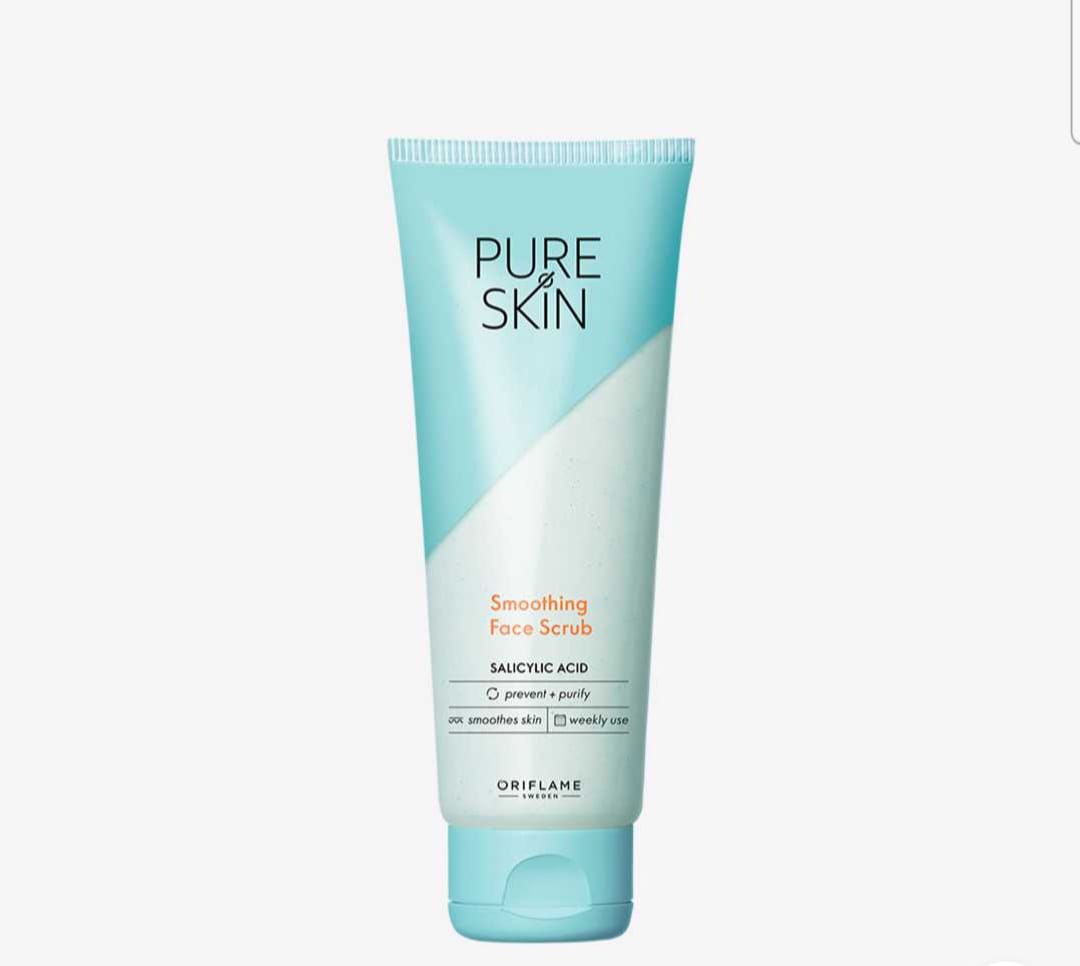 PURE
SKIN
Smoothing
Face Scrub
SALICYLIC ACID
prevent + purify
smoothes skin
weekly use
ORIFLAME
SWEDEN